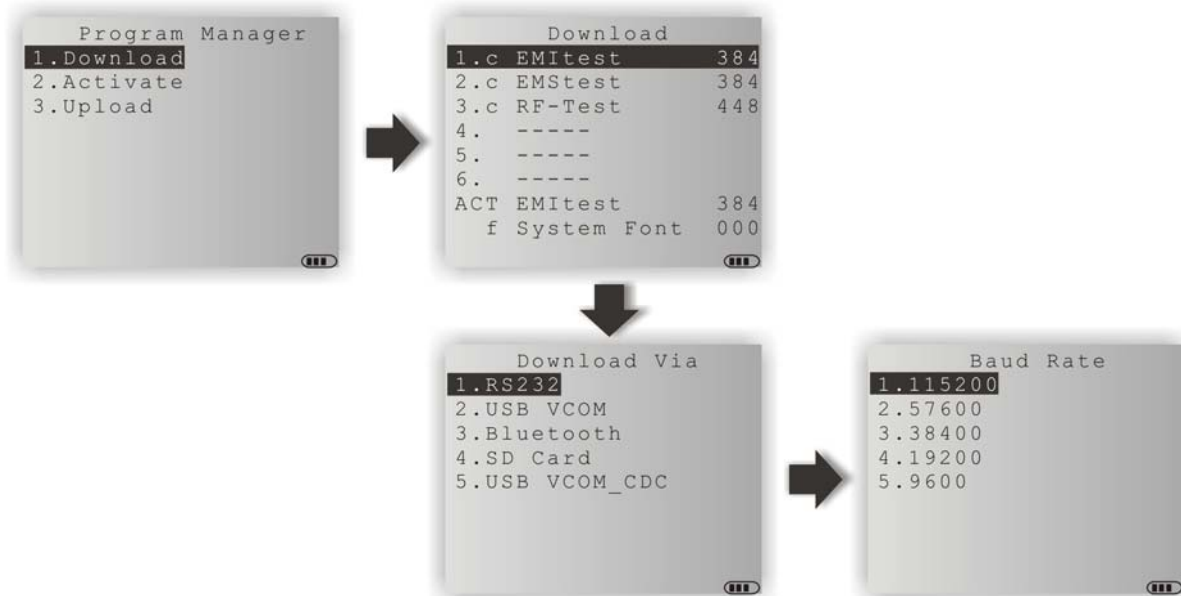 Program Manager
1.Download
2.Activate
3.Upload
Download
1.c EMItest 384
2.c EMStest 384
3.c RF-Test 448
4. -----
5. -----
6. -----
ACT EMItest 384
f System Font 000
Download Via
1.RS232
2.USB VCOM
3.Bluetooth
4.SD Card
5.USB VCOM_CDC
Baud Rate
1.115200
2.57600
3.38400
4.19200
5.9600